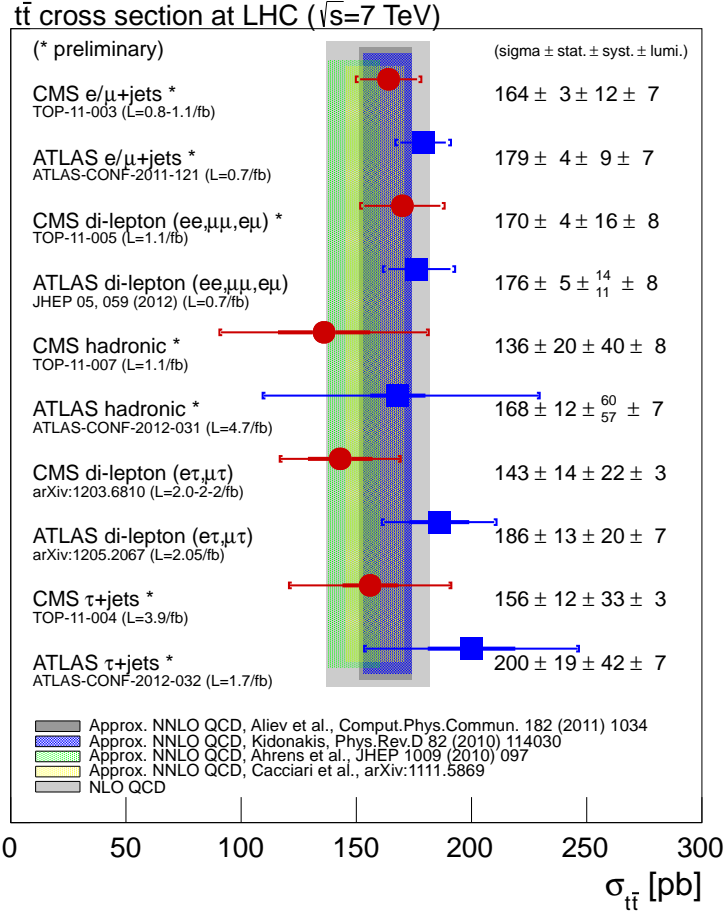 tt̄ cross section at LHC (√s=7 TeV)
(* preliminary) (sigma ± stat. ± syst. ± lumi.)
CMS e/μ+jets * 164 ± 3 ± 12 ± 7
TOP-11-003 (L=0.8-1.1/fb)
ATLAS e/μ+jets * 179 ± 4 ± 9 ± 7
ATLAS-CONF-2011-121 (L=0.7/fb)
CMS di-lepton (ee,μμ,eμ) * 170 ± 4 ± 16 ± 8
TOP-11-005 (L=1.1/fb)
ATLAS di-lepton (ee,μμ,eμ) 176 ± 5 ± 14 11 ± 8
JHEP 05, 059 (2012) (L=0.7/fb)
CMS hadronic * 136 ± 20 ± 40 ± 8
TOP-11-007 (L=1.1/fb)
ATLAS hadronic * 168 ± 12 ± 60 57 ± 7
ATLAS-CONF-2012-031 (L=4.7/fb)
CMS di-lepton (eτ,μτ) 143 ± 14 ± 22 ± 3
arXiv:1203.6810 (L=2.0-2-2/fb)
ATLAS di-lepton (eτ,μτ) 186 ± 13 ± 20 ± 7
arXiv:1205.2067 (L=2.05/fb)
CMS τ+jets * 156 ± 12 ± 33 ± 3
TOP-11-004 (L=3.9/fb)
ATLAS τ+jets * 200 ± 19 ± 42 ± 7
ATLAS-CONF-2012-032 (L=1.7/fb)
Approx. NNLO QCD, Aliev et al., Comput.Phys.Commun. 182 (2011) 1034
Approx. NNLO QCD, Kidonakis, Phys.Rev.D 82 (2010) 114030
Approx. NNLO QCD, Ahrens et al., JHEP 1009 (2010) 097
Approx. NNLO QCD, Cacciari et al., arXiv:1111.5869
NLO QCD
0 50 100 150 200 250 300
σtt̄ [pb]